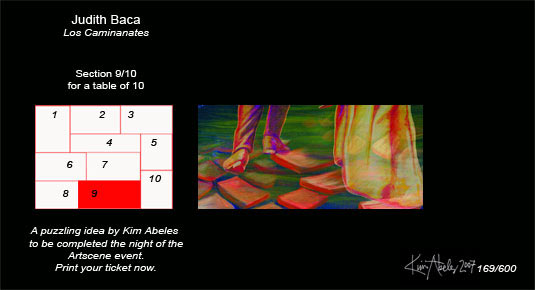 Judith Baca
Los Caminanates
Section 9/10
for a table of 10
1 2 3
4 5
6 7
10
8 9
A puzzling idea by Kim Abeles
to be completed the night of the
Artscene event.
Print your ticket now.
Kim Abeles 2007 169/600